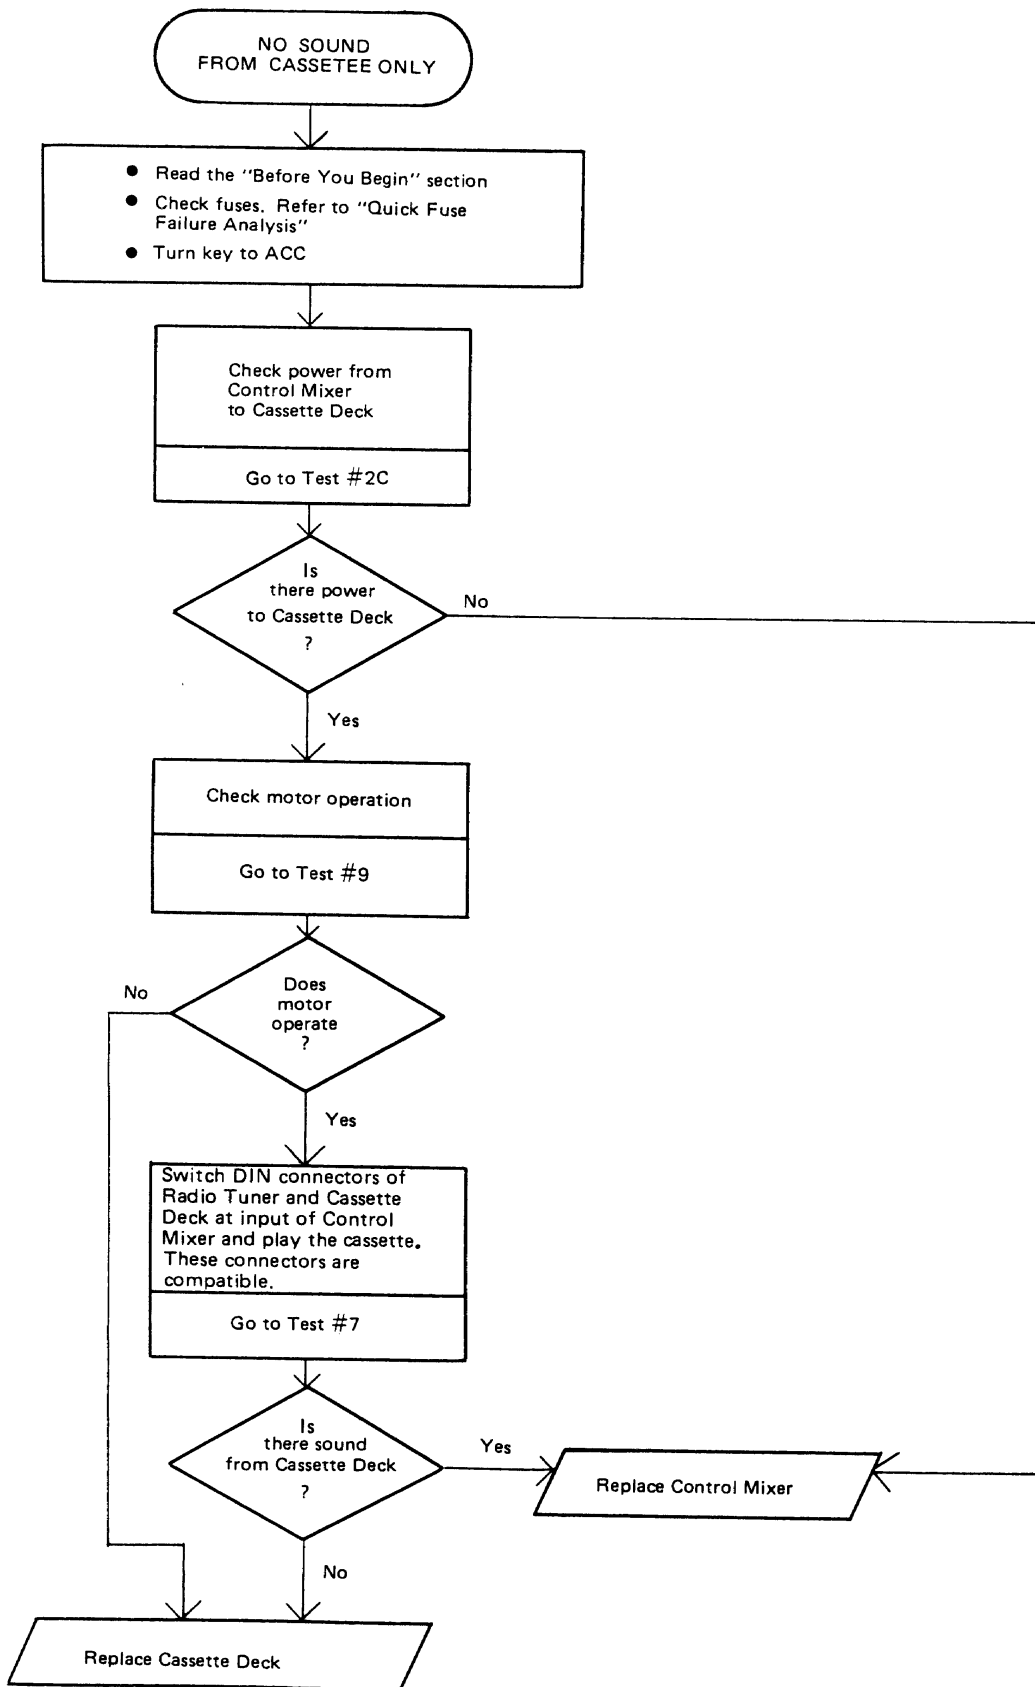 NO SOUND
FROM CASSETEE ONLY
● Read the "Before You Begin" section
● Check fuses. Refer to "Quick Fuse
Failure Analysis"
● Turn key to ACC
Check power from
Control Mixer
to Cassette Deck
Go to Test #2C
Is
there power
to Cassette Deck
?
No
Yes
Check motor operation
Go to Test #9
Does
motor
operate
?
No
Yes
Switch DIN connectors of
Radio Tuner and Cassette
Deck at input of Control
Mixer and play the cassette.
These connectors are
compatible.
Go to Test #7
Is
there sound
from Cassette Deck
?
Yes
Replace Control Mixer
No
Replace Cassette Deck